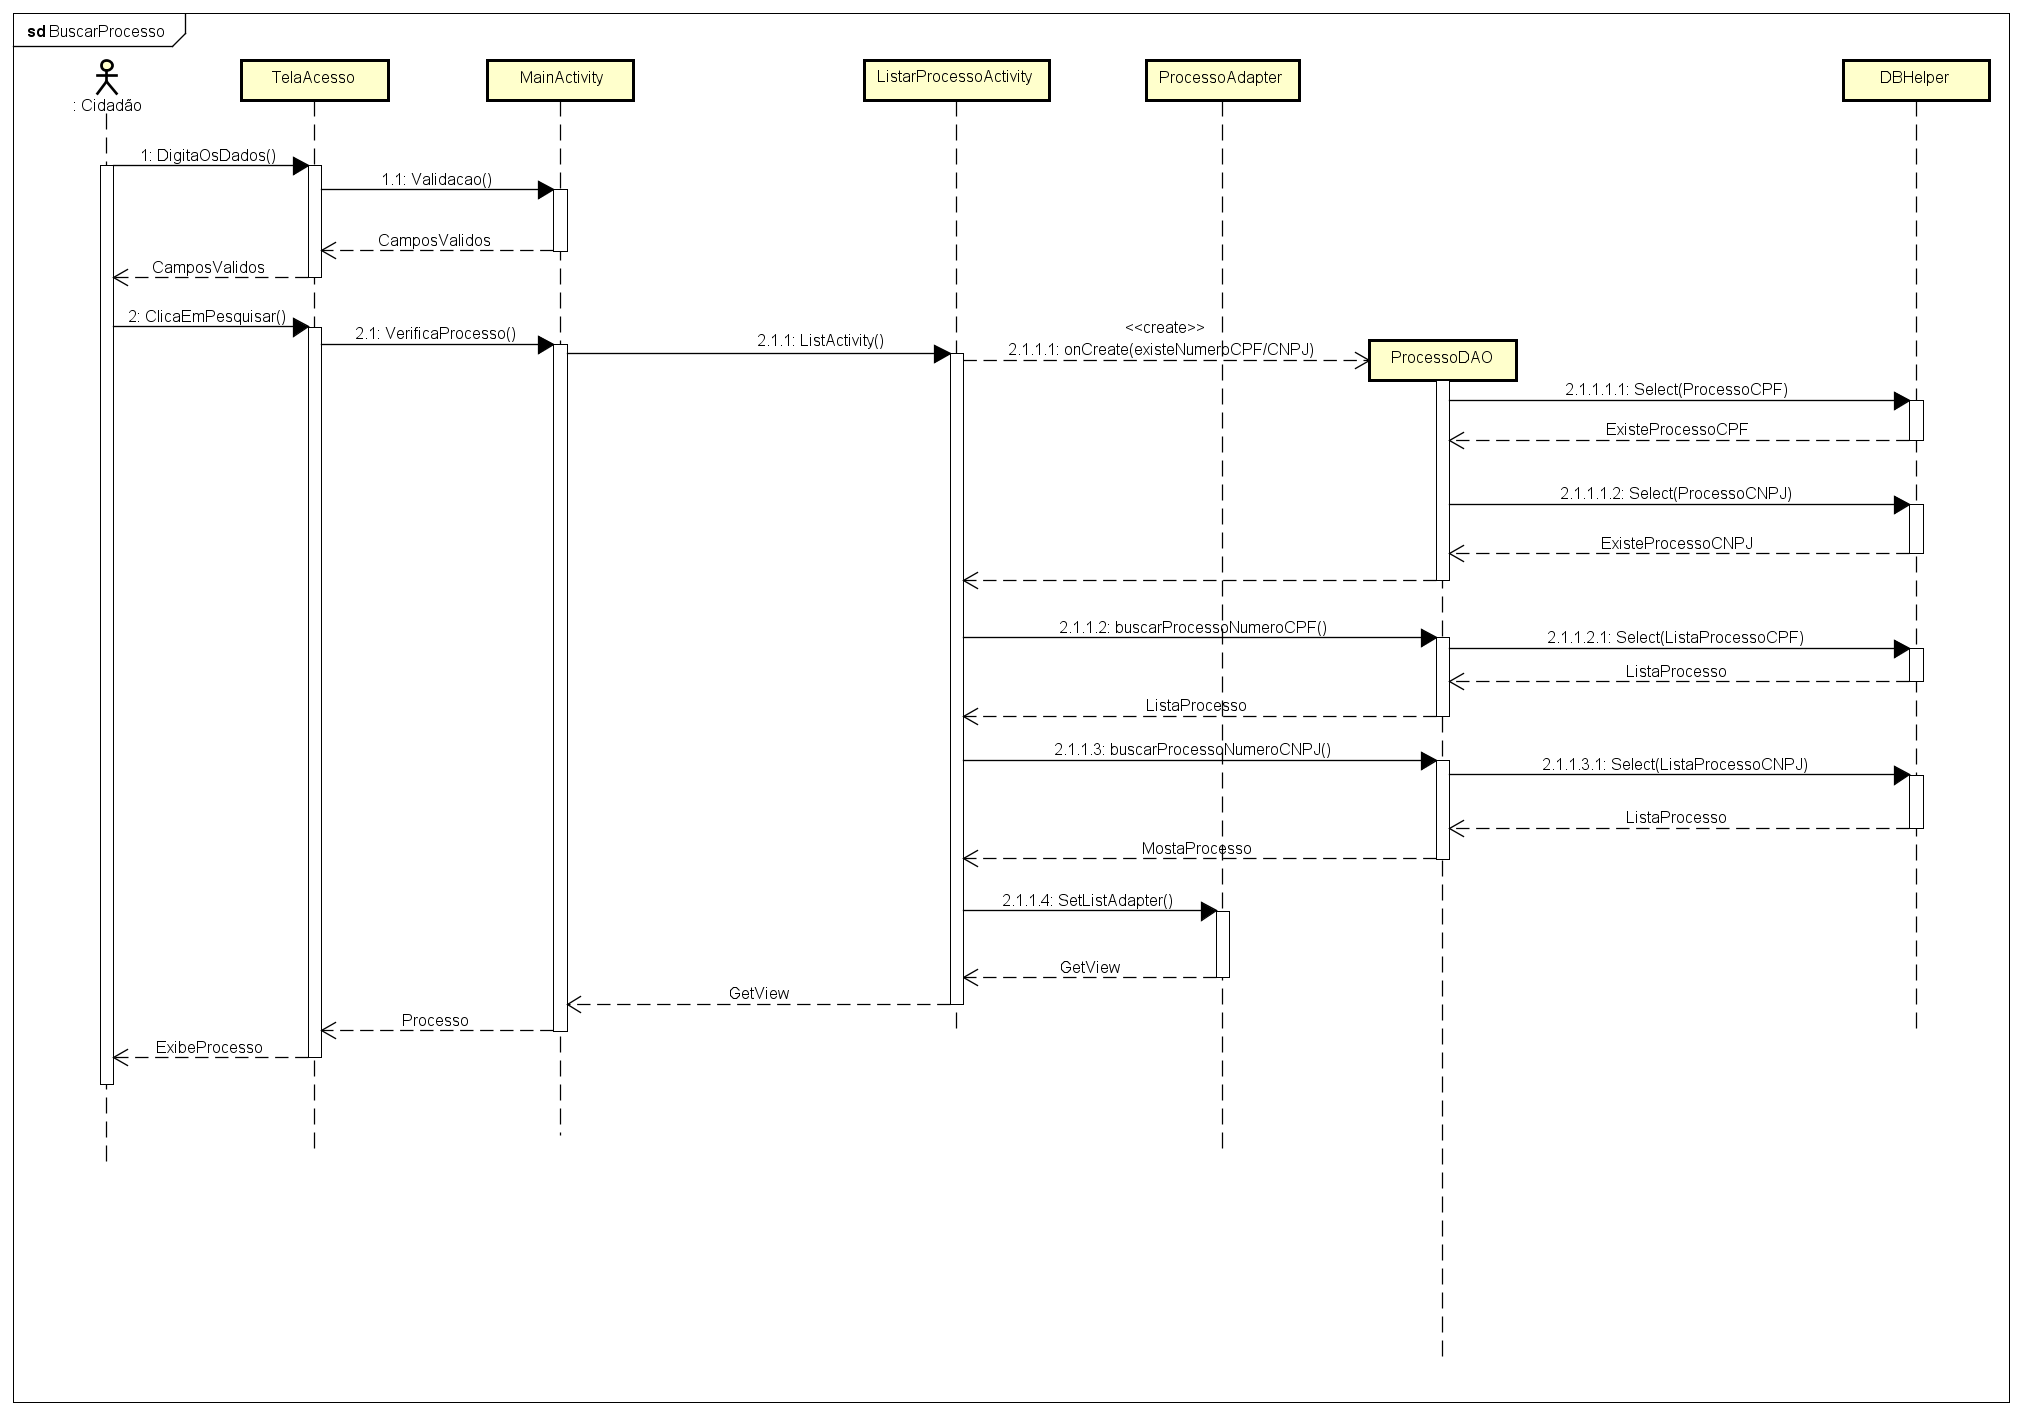 sd BuscarProcesso
: Cidadão
TelaAcesso
MainActivity
ListarProcessoActivity
ProcessoAdapter
DBHelper
1: DigitaOsDados()
1.1: Validacao()
CamposValidos
CamposValidos
2: ClicaEmPesquisar()
2.1: VerificaProcesso()
2.1.1: ListActivity()
<<create>>
2.1.1.1: onCreate(existeNumeroCPF/CNPJ)
ProcessoDAO
2.1.1.1.1: Select(ProcessoCPF)
ExisteProcessoCPF
2.1.1.1.2: Select(ProcessoCNPJ)
ExisteProcessoCNPJ
2.1.1.2: buscarProcessoNumeroCPF()
2.1.1.2.1: Select(ListaProcessoCPF)
ListaProcesso
ListaProcesso
2.1.1.3: buscarProcessoNumeroCNPJ()
2.1.1.3.1: Select(ListaProcessoCNPJ)
ListaProcesso
MostaProcesso
2.1.1.4: SetListAdapter()
GetView
GetView
Processo
ExibeProcesso